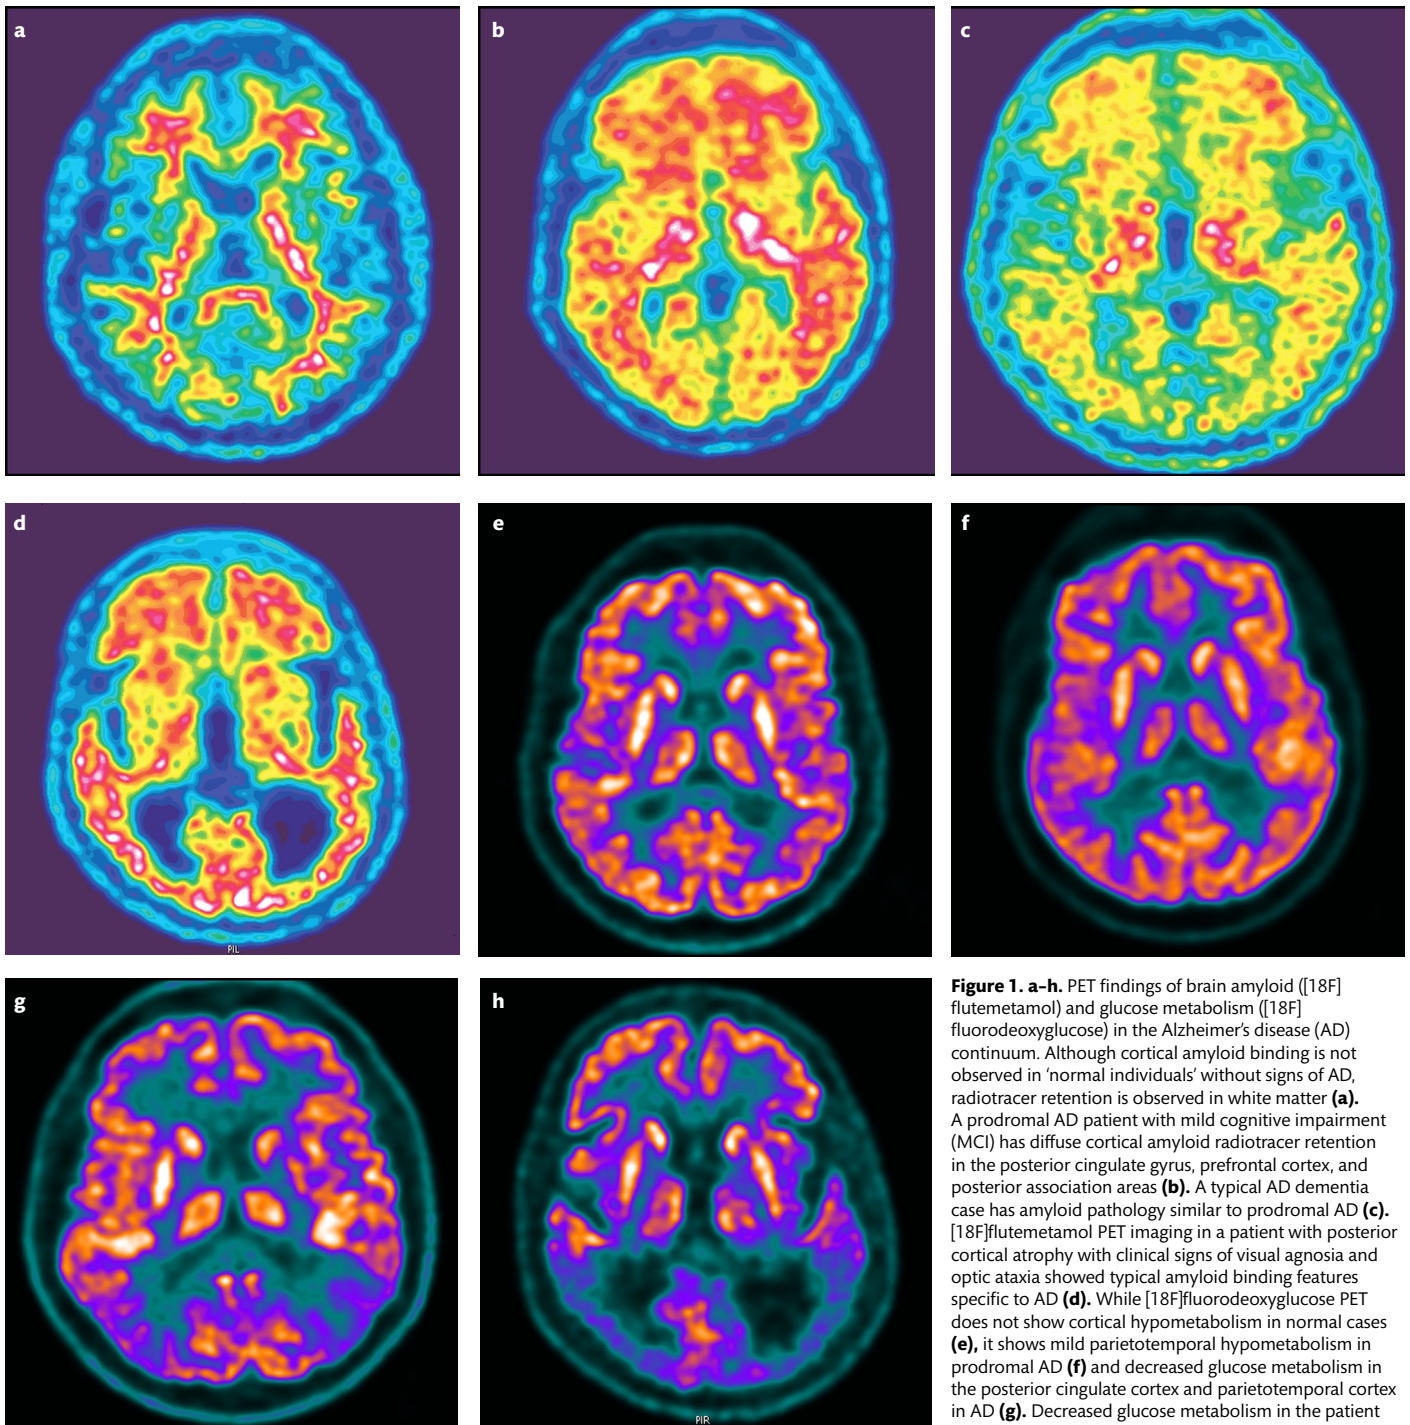 a
b
c
d
PIL
e
f
g
h
PIR
Figure 1. a–h. PET findings of brain amyloid ([18F]
flutemetamol) and glucose metabolism ([18F]
fluorodeoxyglucose) in the Alzheimer's disease (AD)
continuum. Although cortical amyloid binding is not
observed in 'normal individuals' without signs of AD,
radiotracer retention is observed in white matter (a).
A prodromal AD patient with mild cognitive impairment
(MCI) has diffuse cortical amyloid radiotracer retention
in the posterior cingulate gyrus, prefrontal cortex, and
posterior association areas (b). A typical AD dementia
case has amyloid pathology similar to prodromal AD (c).
[18F]flutemetamol PET imaging in a patient with posterior
cortical atrophy with clinical signs of visual agnosia and
optic ataxia showed typical amyloid binding features
specific to AD (d). While [18F]fluorodeoxyglucose PET
does not show cortical hypometabolism in normal cases
(e), it shows mild parietotemporal hypometabolism in
prodromal AD (f) and decreased glucose metabolism in
the posterior cingulate cortex and parietotemporal cortex
in AD (g). Decreased glucose metabolism in the patient